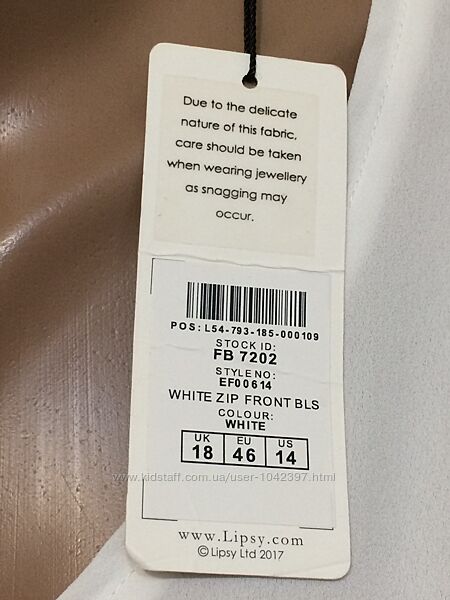 Due to the delicate
nature of this fabric,
care should be taken
when wearing jewellery
as snagging may
occur.
POS: L54-793-185-000109
STOCK ID:
FB 7202
STYLE NO:
EF00614
WHITE ZIP FRONT BLS
COLOUR:
WHITE
UK EU US
18 46 14
www.kidstaff.com.ua/user-1042397.html
www.Lipsy.com
© Lipsy Ltd 2017